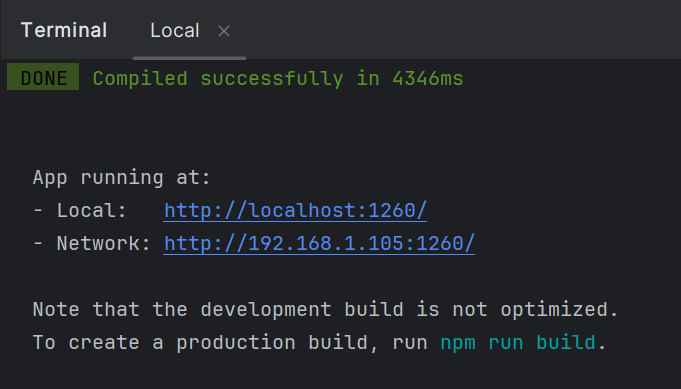 Terminal Local ×
DONE Compiled successfully in 4346ms
App running at:
- Local: http://localhost:1260/
- Network: http://192.168.1.105:1260/
Note that the development build is not optimized.
To create a production build, run npm run build.